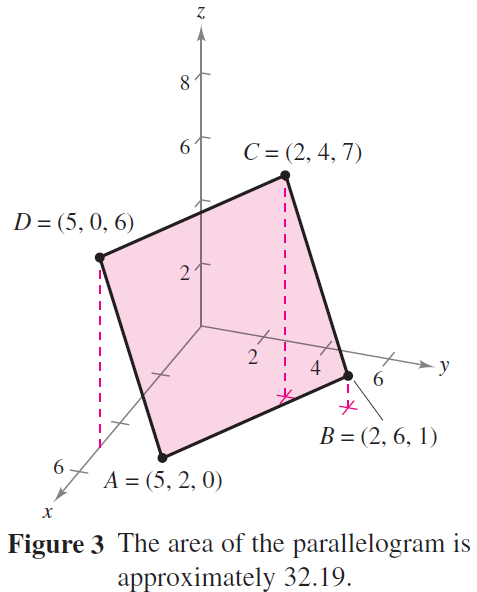 z
8
6
C = (2, 4, 7)
D = (5, 0, 6)
2
2
4
6
y
B = (2, 6, 1)
6
A = (5, 2, 0)
x
Figure 3 The area of the parallelogram is
approximately 32.19.